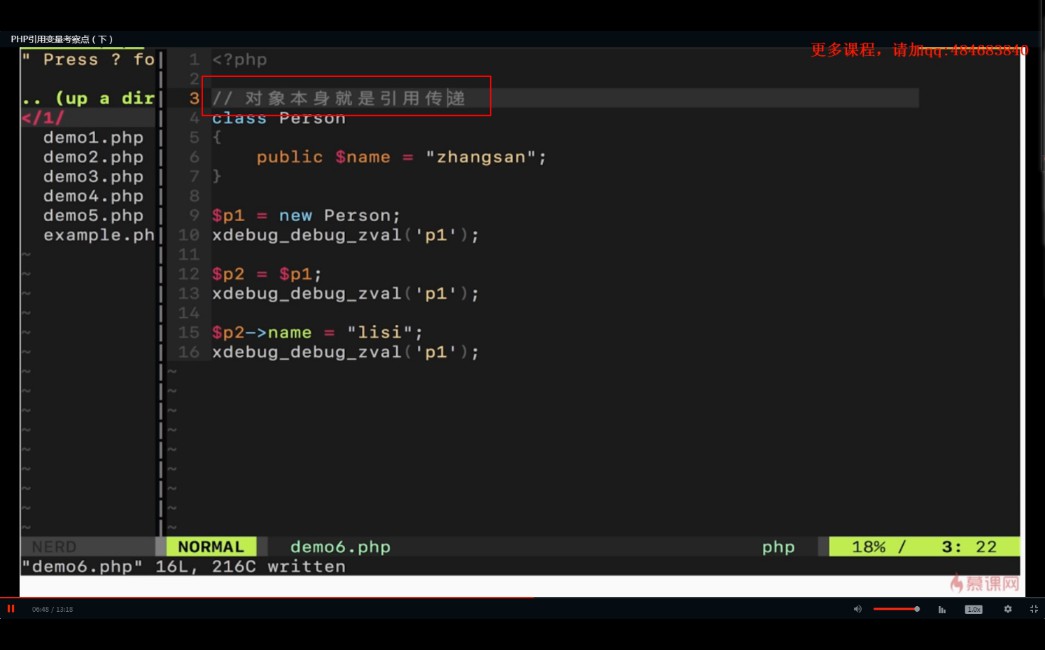 PHP引用变量考察点（下）
更多课程，请加qq:484683840
" Press ? fo
.. (up a dir
</1/
demo1.php
demo2.php
demo3.php
demo4.php
demo5.php
example.ph
1 <?php
2
3 // 对象本身就是引用传递
4 class Person
5 {
6 public $name = "zhangsan";
7 }
8
9 $p1 = new Person;
10 xdebug_debug_zval('p1');
11
12 $p2 = $p1;
13 xdebug_debug_zval('p1');
14
15 $p2->name = "lisi";
16 xdebug_debug_zval('p1');
NERD NORMAL demo6.php php 18% / 3: 22
"demo6.php" 16L, 216C written
慕课网
06:48 / 13:18 1.0x